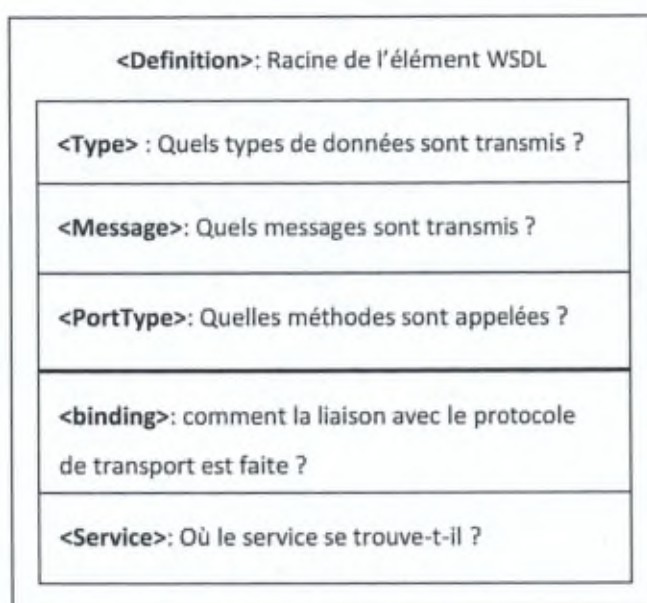 <Definition>: Racine de l'élément WSDL
<Type> : Quels types de données sont transmis ?
<Message>: Quels messages sont transmis ?
<PortType>: Quelles méthodes sont appelées ?
<binding>: comment la liaison avec le protocole
de transport est faite ?
<Service>: Où le service se trouve-t-il ?